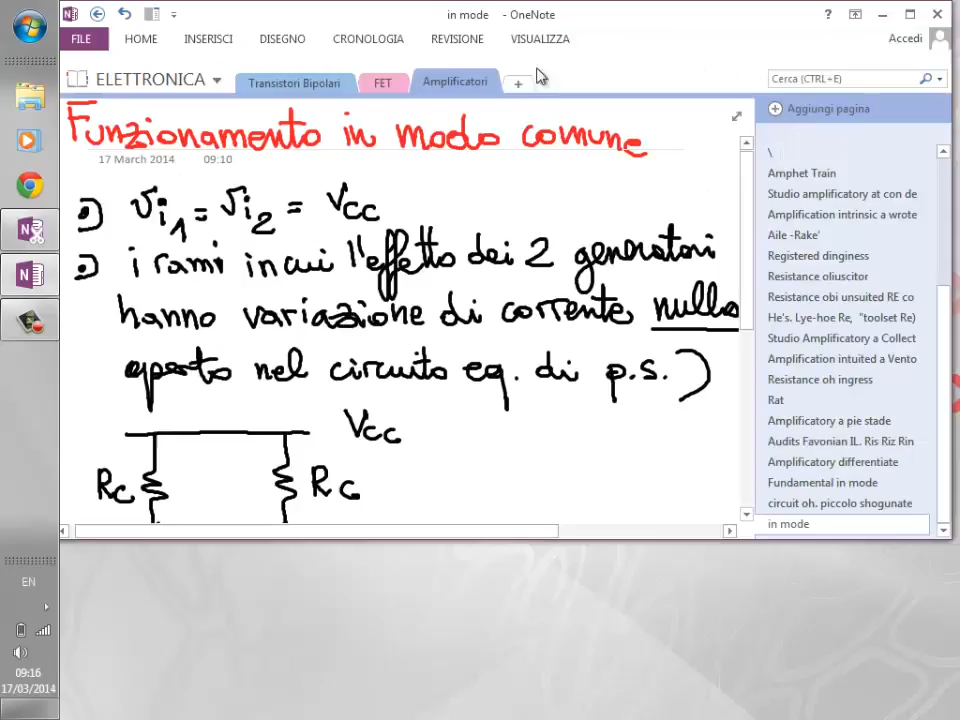 in mode - OneNote
?
FILE HOME INSERISCI DISEGNO CRONOLOGIA REVISIONE VISUALIZZA Accedi
ELETTRONICA Transistori Bipolari FET Amplificatori + Cerca (CTRL+E)
Funzionamento in modo comune
17 March 2014 09:10
•) vi1 = vi2 = VCC
•) i rami in cui l'effetto dei 2 generatori
hanno variazione di corrente nulla
aperto nel circuito eq. di p.s.)
VCC
RC RC
Aggiungi pagina
\
Amphet Train
Studio amplificatory at con de
Amplification intrinsic a wrote
Aile -Rake'
Registered dinginess
Resistance oliuscitor
Resistance obi unsuited RE co
He's. Lye-hoe Re, "toolset Re)
Studio Amplificatory a Collect
Amplification intuited a Vento
Resistance oh ingress
Rat
Amplificatory a pie stade
Audits Favonian IL. Ris Riz Rin
Amplificatory differentiate
Fundamental in mode
circuit oh. piccolo shogunate
in mode
EN
09:16
17/03/2014